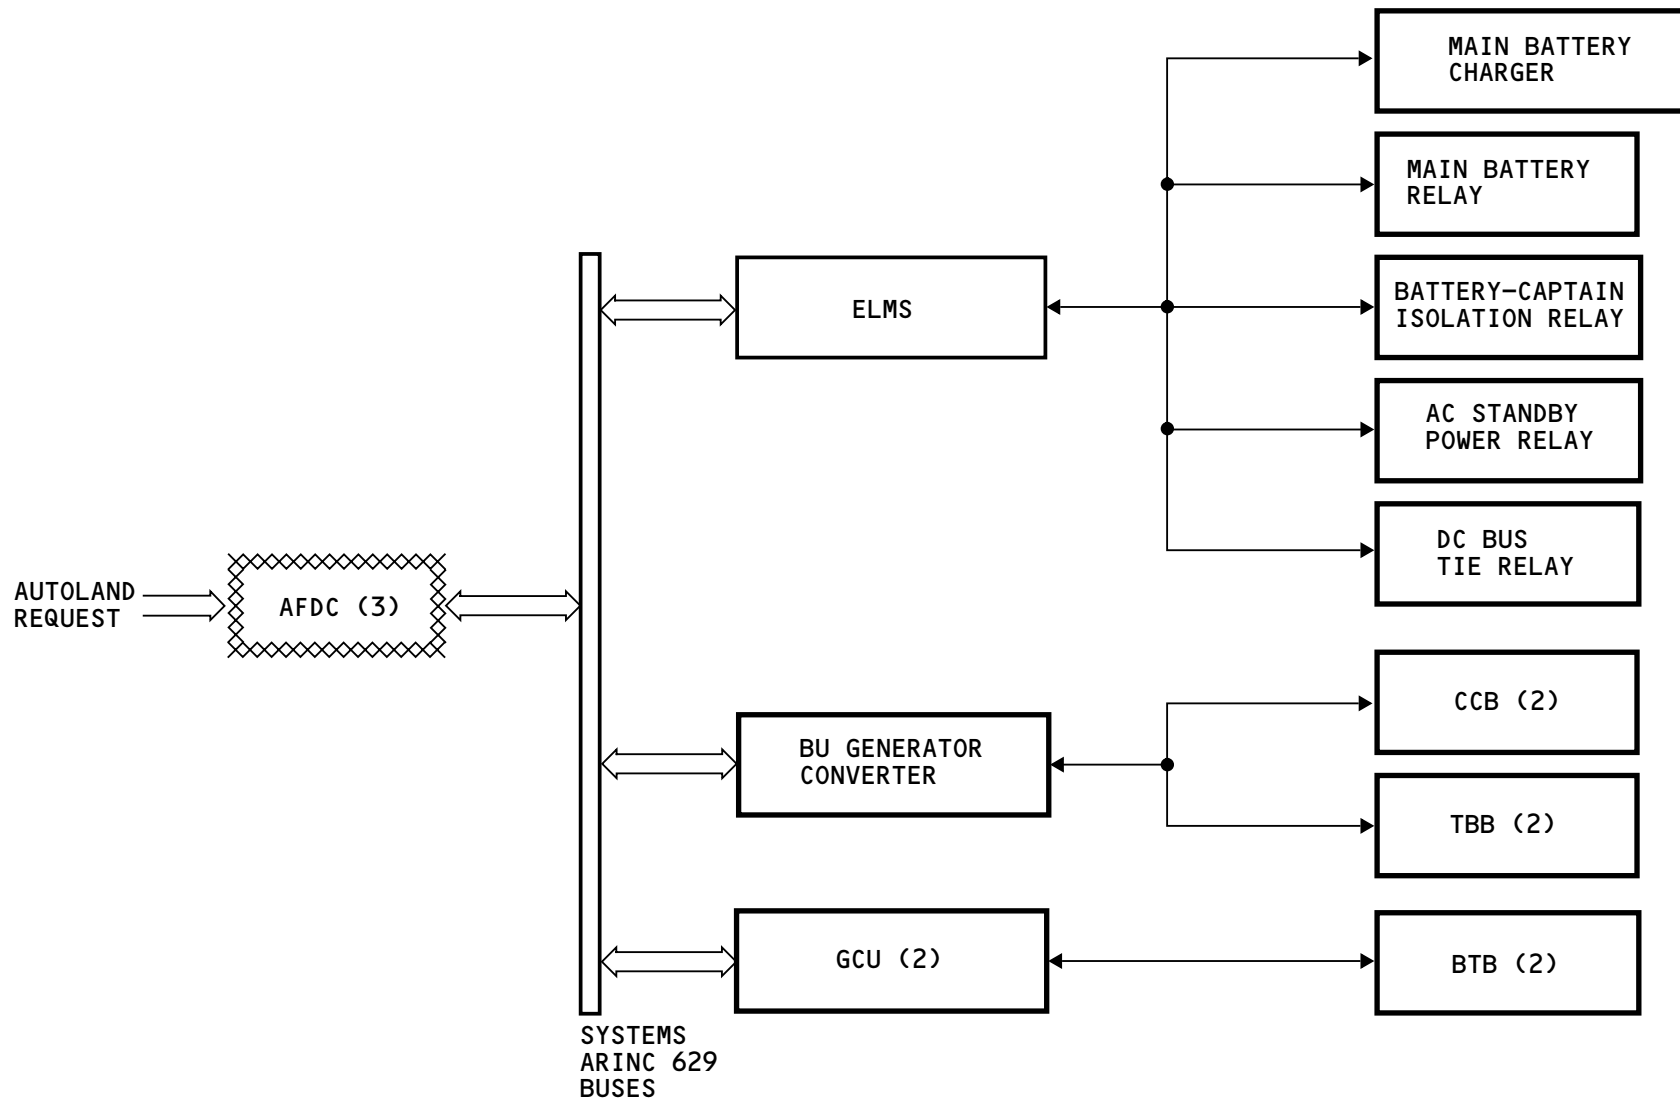 MAIN BATTERY
CHARGER
MAIN BATTERY
RELAY
BATTERY-CAPTAIN
ISOLATION RELAY
ELMS
AC STANDBY
POWER RELAY
DC BUS
TIE RELAY
AUTOLAND
REQUEST
AFDC (3)
CCB (2)
BU GENERATOR
CONVERTER
TBB (2)
GCU (2)
BTB (2)
SYSTEMS
ARINC 629
BUSES